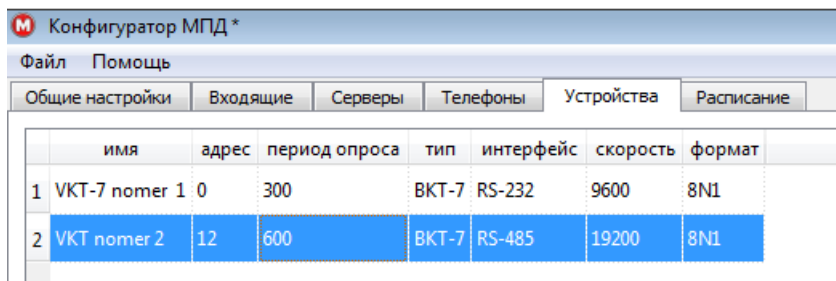 М Конфигуратор МПД *
Файл Помощь
Общие настройки Входящие Серверы Телефоны Устройства Расписание
имя адрес период опроса тип интерфейс скорость формат
1 VKT-7 nomer 1 0 300 ВКТ-7 RS-232 9600 8N1
2 VKT nomer 2 12 600 ВКТ-7 RS-485 19200 8N1